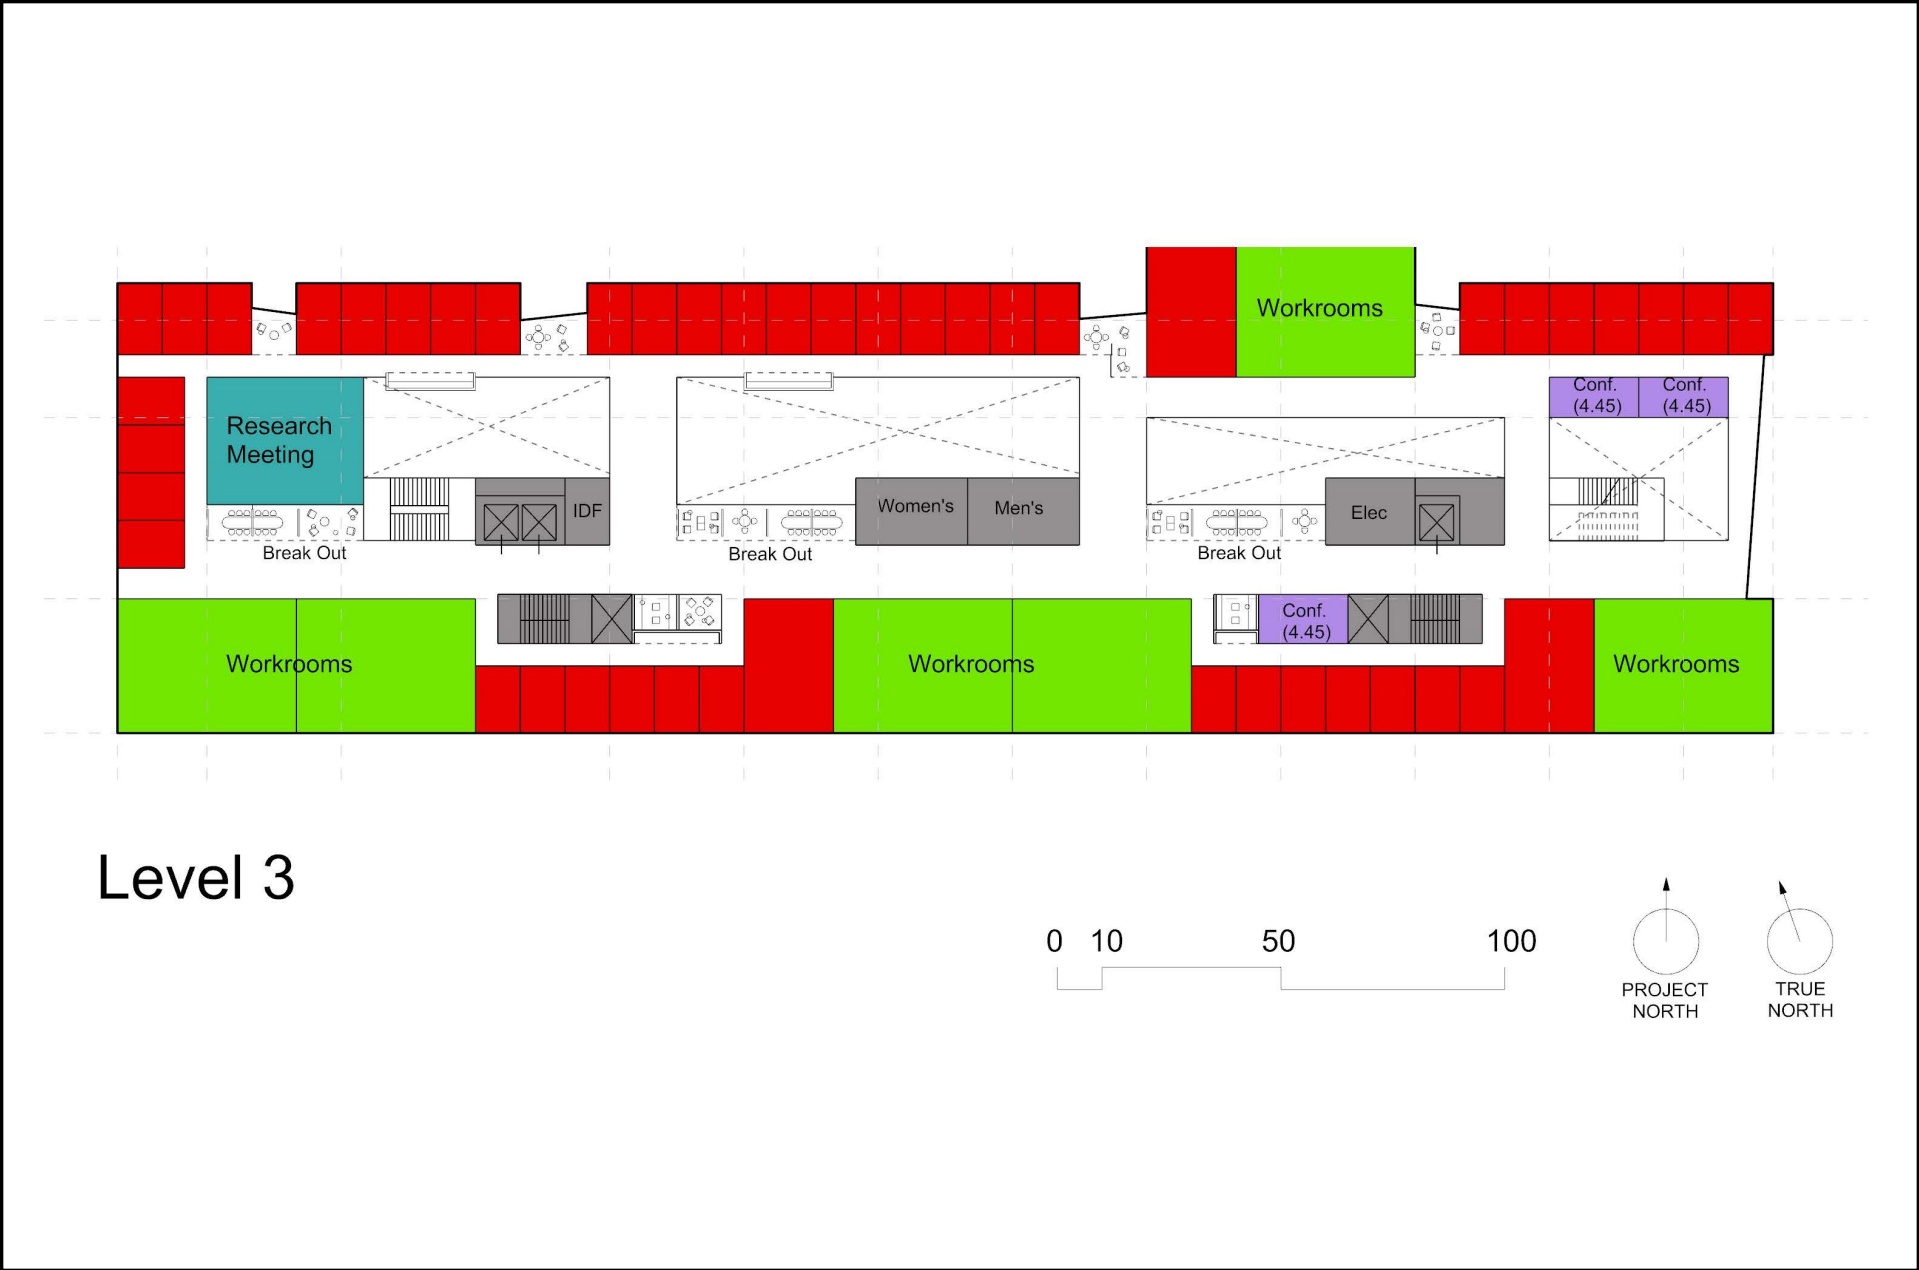 Workrooms
Conf.
(4.45)
Conf.
(4.45)
Research
Meeting
IDF
Women's
Men's
Elec
Break Out
Break Out
Break Out
Conf.
(4.45)
Workrooms
Workrooms
Workrooms
Level 3
0 10 50 100
PROJECT
NORTH
TRUE
NORTH